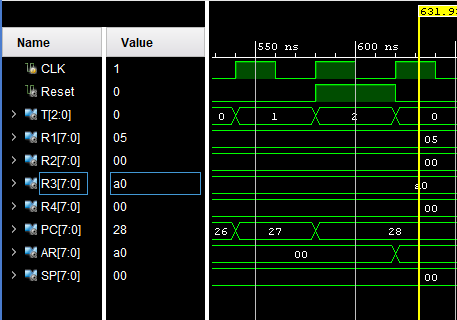 631.9
Name Value
550 ns 600 ns
CLK 1
Reset 0
T[2:0] 0 0 1 2 0
R1[7:0] 05 05
R2[7:0] 00 00
R3[7:0] a0 a0
R4[7:0] 00 00
PC[7:0] 28 26 27 28
AR[7:0] a0 00
SP[7:0] 00 00